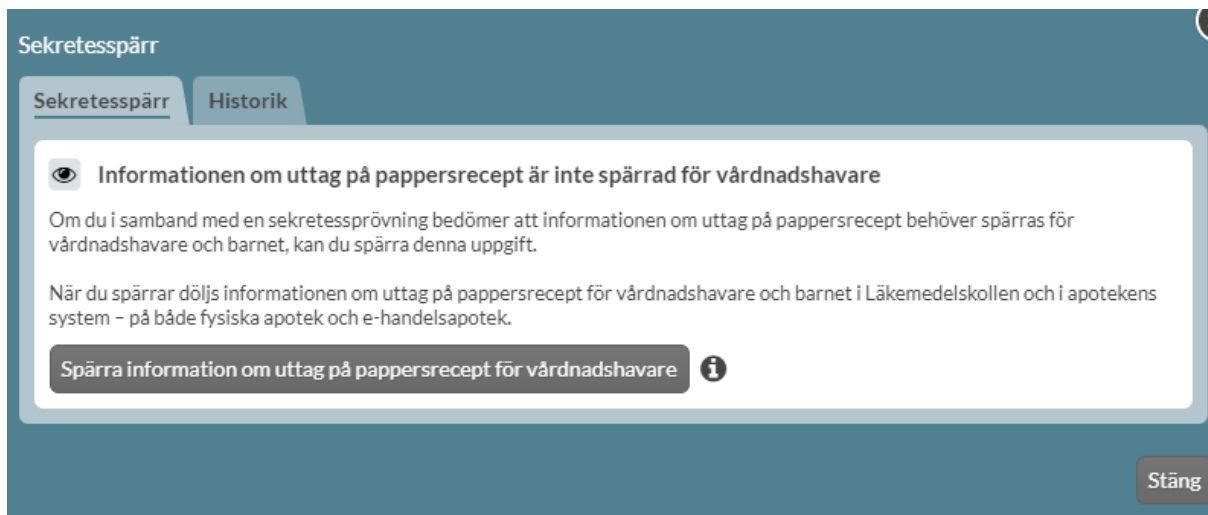 Sekretesspärr
Sekretesspärr Historik
Informationen om uttag på pappersrecept är inte spärrad för vårdnadshavare
Om du i samband med en sekretessprövning bedömer att informationen om uttag på pappersrecept behöver spärras för
vårdnadshavare och barnet, kan du spärra denna uppgift.
När du spärrar döljs informationen om uttag på pappersrecept för vårdnadshavare och barnet i Läkemedelskollen och i apotekens
system – på både fysiska apotek och e-handelsapotek.
Spärra information om uttag på pappersrecept för vårdnadshavare
Stäng